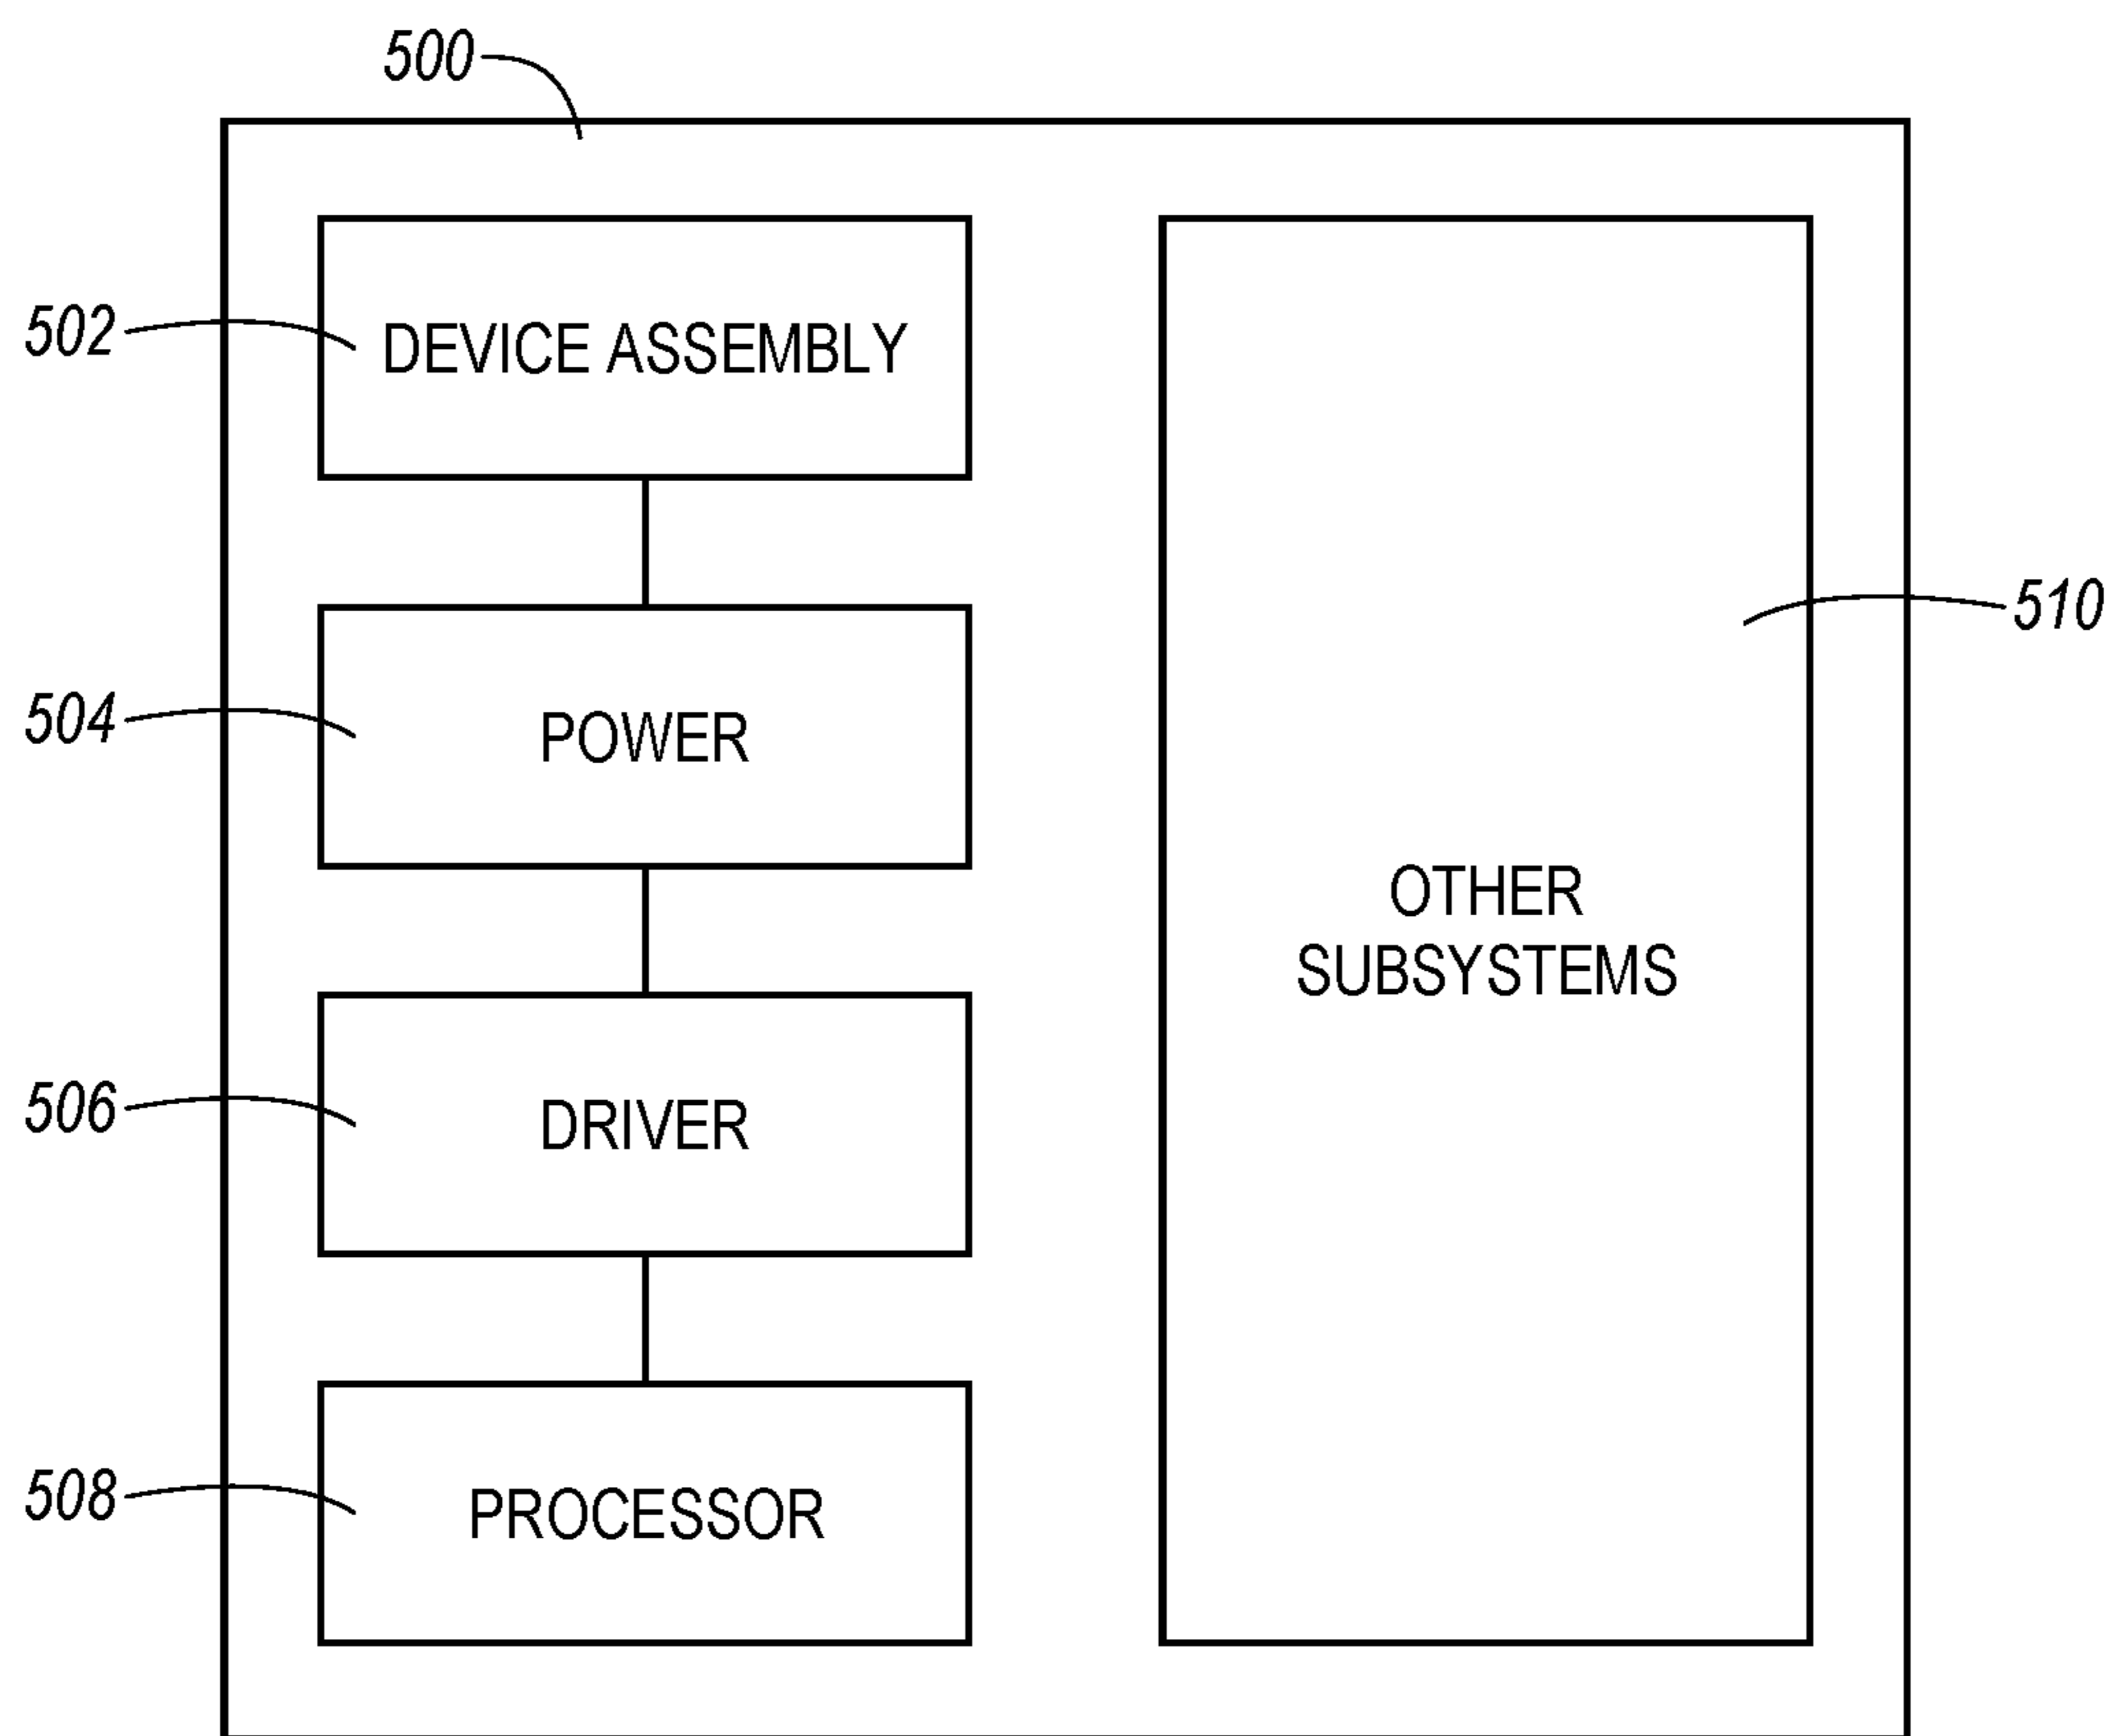 500
502
DEVICE ASSEMBLY
504
POWER
510
OTHER
SUBSYSTEMS
506
DRIVER
508
PROCESSOR